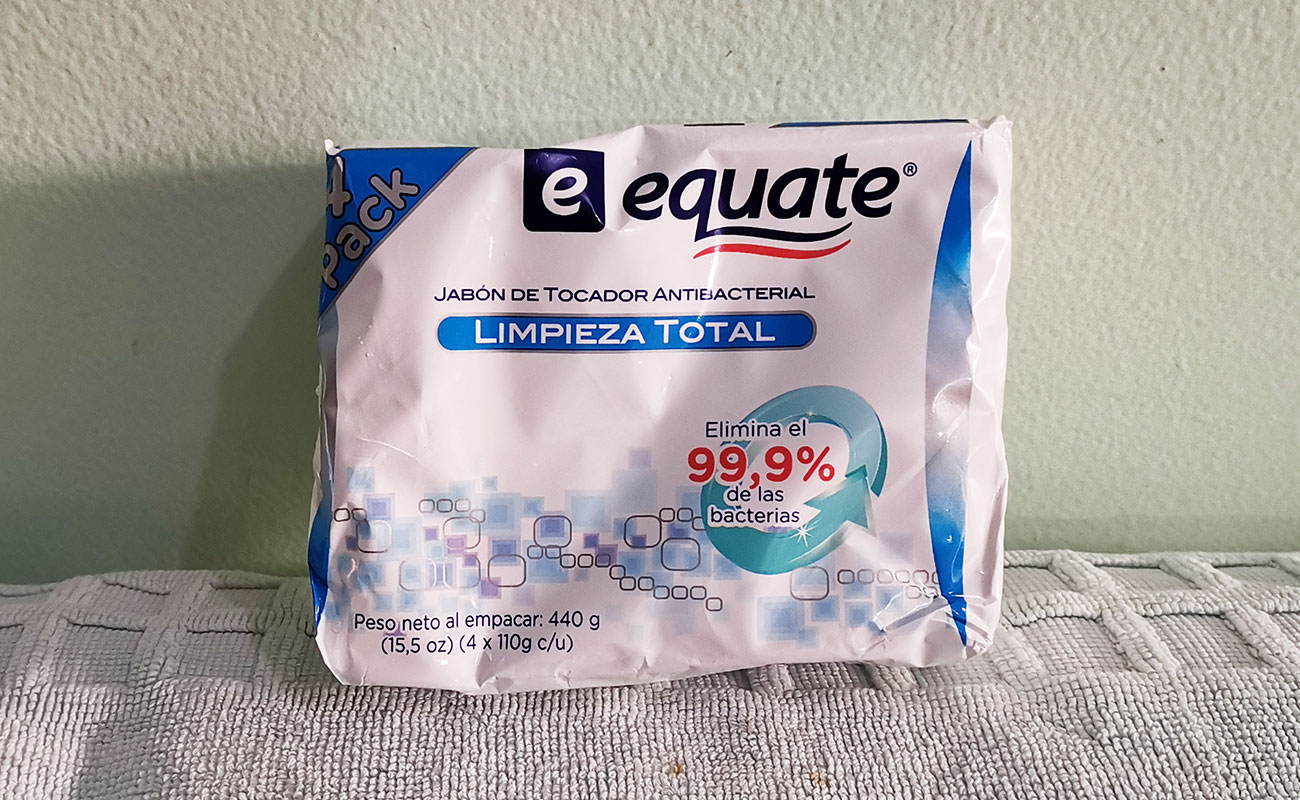 4
Pack
e equate®
JABÓN DE TOCADOR ANTIBACTERIAL
LIMPIEZA TOTAL
Elimina el
99,9%
de las
bacterias
Peso neto al empacar: 440 g
(15,5 oz) (4 x 110g c/u)